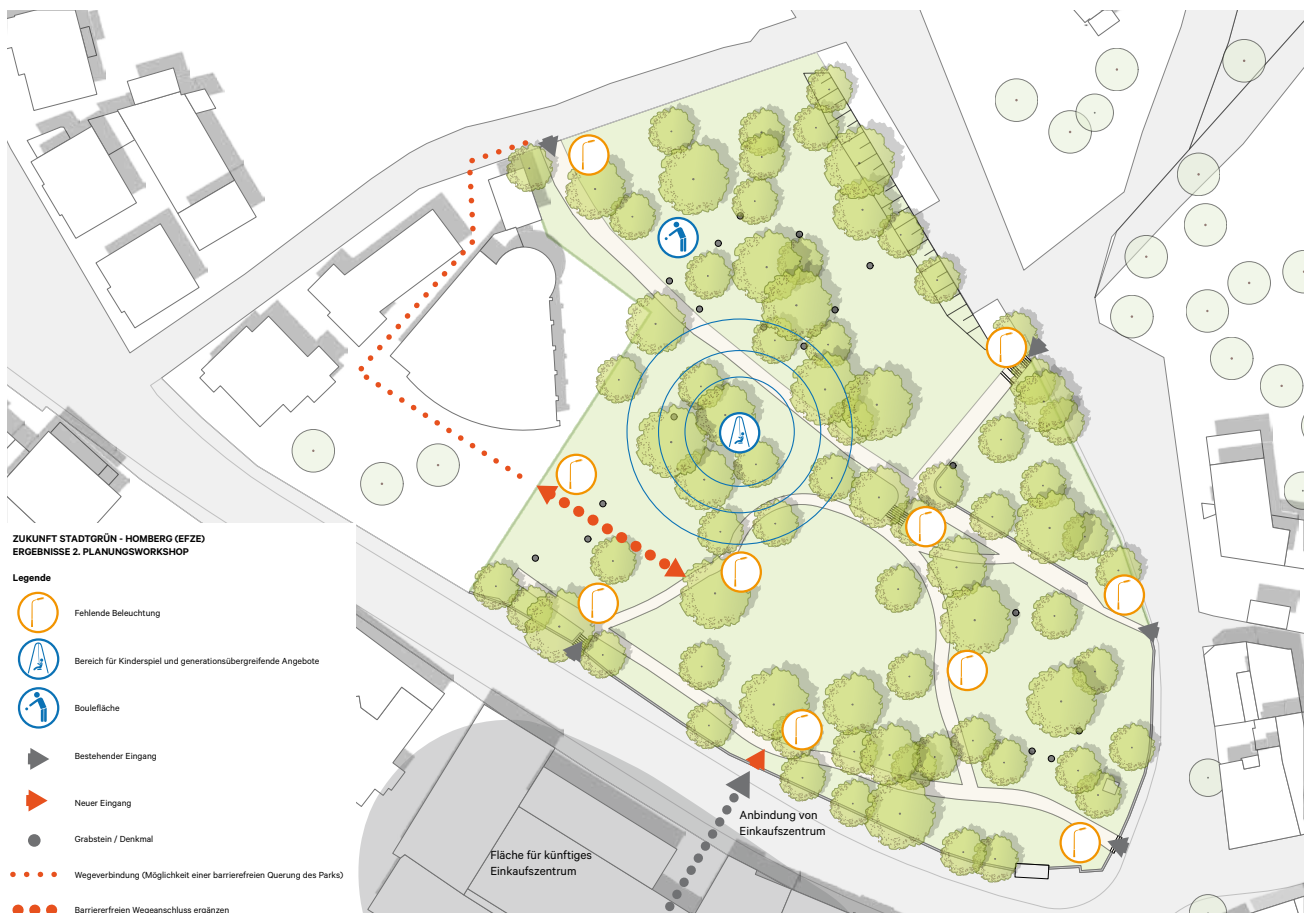 ZUKUNFT STADTGRÜN - HOMBERG (EFZE)
ERGEBNISSE 2. PLANUNGSWORKSHOP
Legende
Fehlende Beleuchtung
Bereich für Kinderspiel und generationsübergreifende Angebote
Boulefläche
Bestehender Eingang
Neuer Eingang
Grabstein / Denkmal
Wegeverbindung (Möglichkeit einer barrierefreien Querung des Parks)
Barriererfreien Wegeanschluss ergänzen
Anbindung von
Einkaufszentrum
Fläche für künftiges
Einkaufszentrum